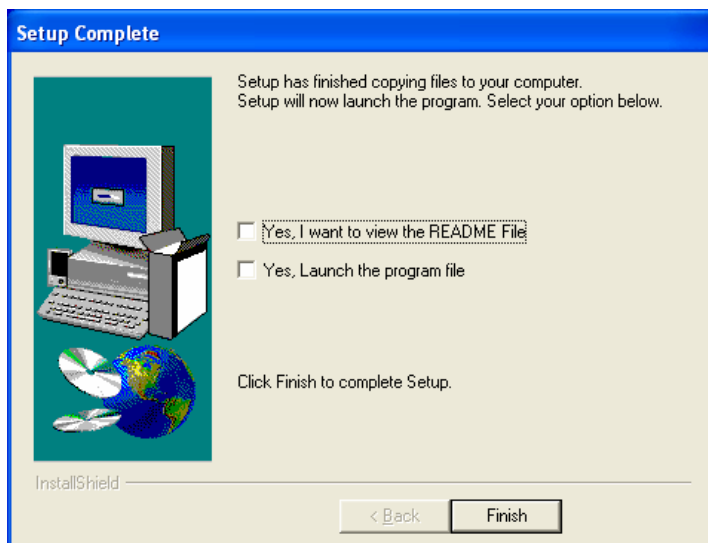 Setup Complete
Setup has finished copying files to your computer.
Setup will now launch the program. Select your option below.
Yes, I want to view the README File
Yes, Launch the program file
Click Finish to complete Setup.
InstallShield
< Back
Finish